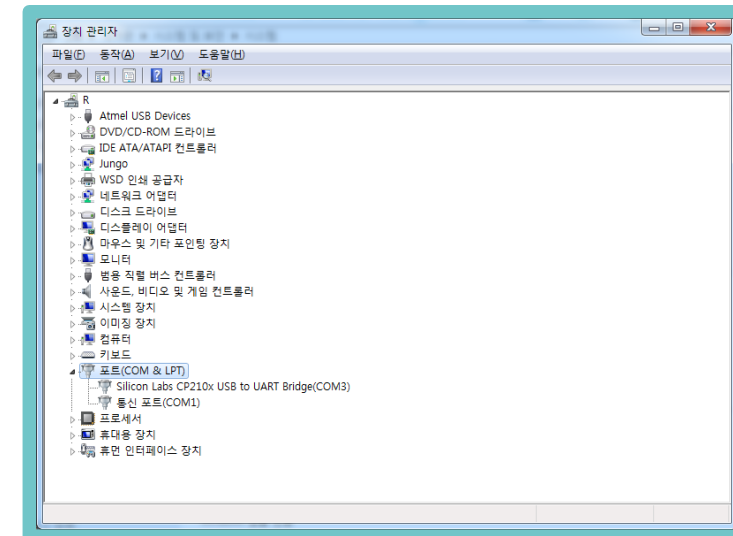 장치 관리자
파일(F) 동작(A) 보기(V) 도움말(H)
R
Atmel USB Devices
DVD/CD-ROM 드라이브
IDE ATA/ATAPI 컨트롤러
Jungo
WSD 인쇄 공급자
네트워크 어댑터
디스크 드라이브
디스플레이 어댑터
마우스 및 기타 포인팅 장치
모니터
범용 직렬 버스 컨트롤러
사운드, 비디오 및 게임 컨트롤러
시스템 장치
이미징 장치
컴퓨터
키보드
포트(COM & LPT)
Silicon Labs CP210x USB to UART Bridge(COM3)
통신 포트(COM1)
프로세서
휴대용 장치
휴먼 인터페이스 장치